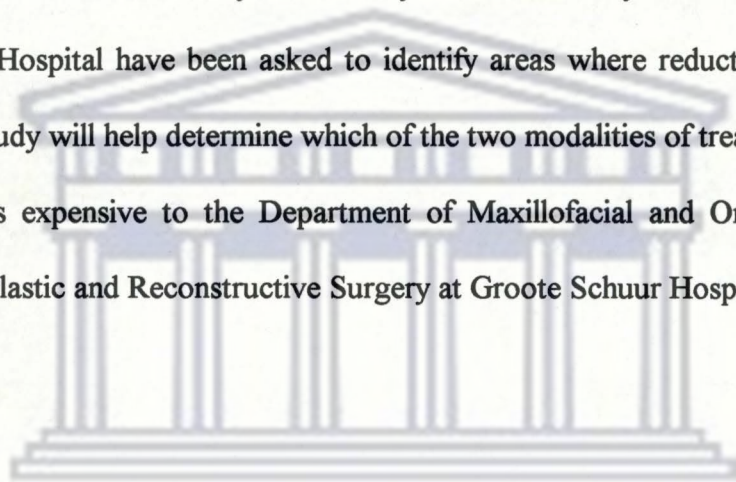 Hospital have been asked to identify areas where reduct
udy will help determine which of the two modalities of trea
s expensive to the Department of Maxillofacial and Or
lastic and Reconstructive Surgery at Groote Schuur Hosp